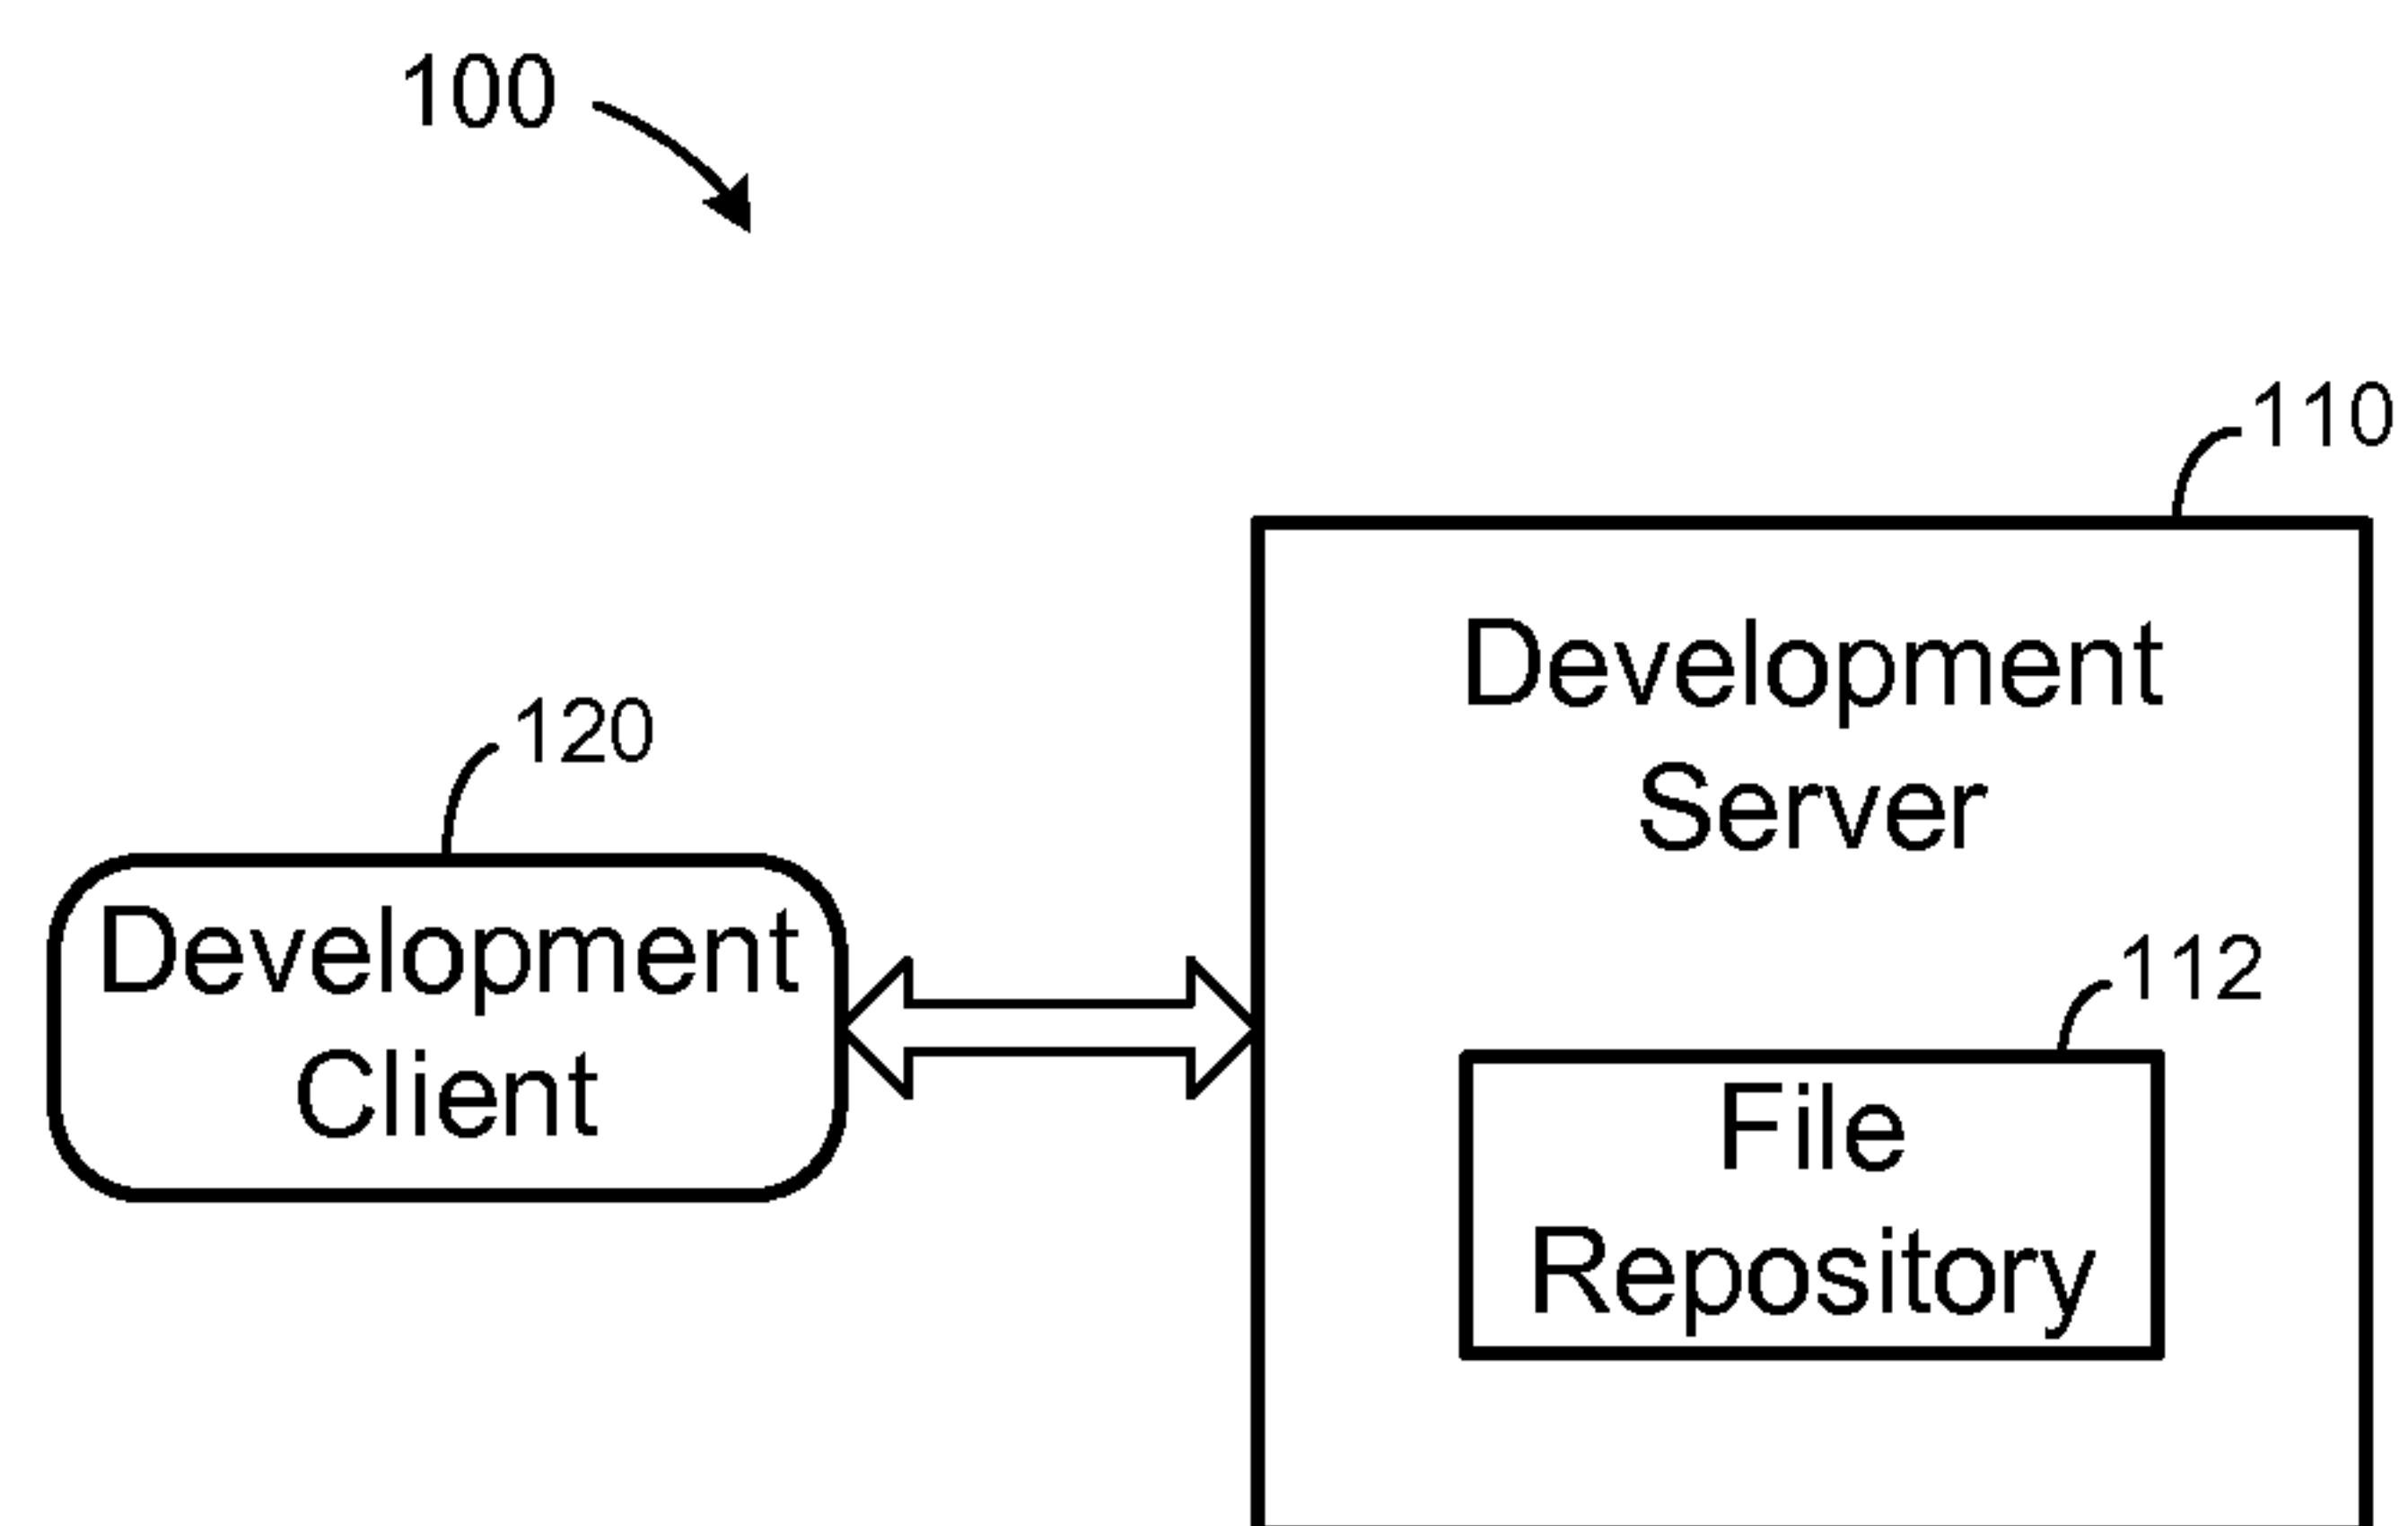 100
110
Development
Server
120
Development
Client
112
File
Repository